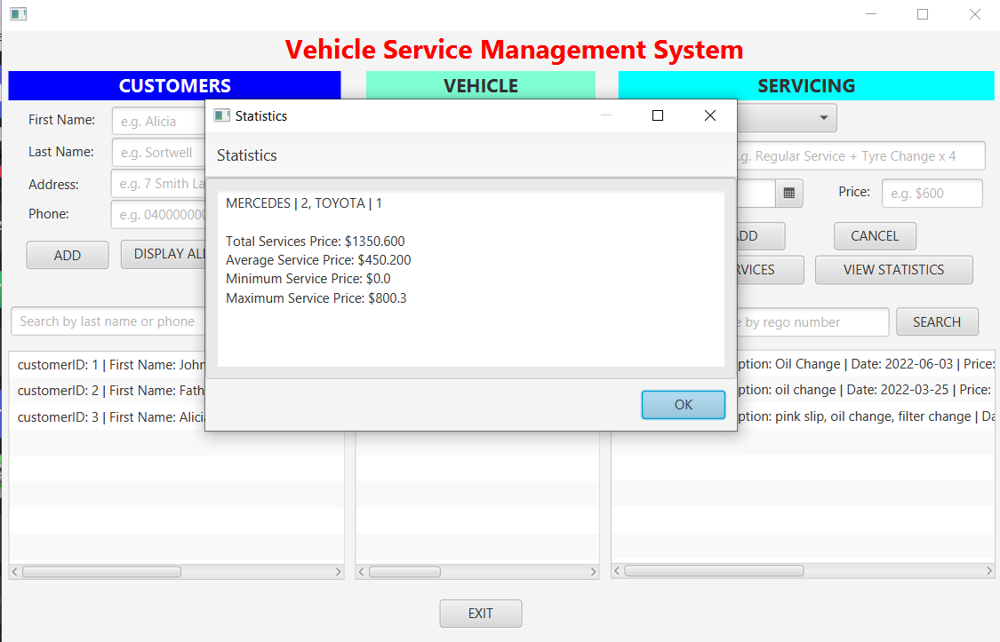 Vehicle Service Management System
CUSTOMERS
VEHICLE
SERVICING
First Name:
e.g. Alicia
Last Name:
e.g. Sortwell
Address:
e.g. 7 Smith La
Phone:
e.g. 040000000
ADD
DISPLAY ALL
Search by last name or phone
customerID: 1 | First Name: John
customerID: 2 | First Name: Fath
customerID: 3 | First Name: Alici
Statistics
Statistics
MERCEDES | 2, TOYOTA | 1
Total Services Price: $1350.600
Average Service Price: $450.200
Minimum Service Price: $0.0
Maximum Service Price: $800.3
OK
.g. Regular Service + Tyre Change x 4
Price:
e.g. $600
DD
CANCEL
RVICES
VIEW STATISTICS
e by rego number
SEARCH
ption: Oil Change | Date: 2022-06-03 | Price:
ption: oil change | Date: 2022-03-25 | Price:
ption: pink slip, oil change, filter change | Da
EXIT